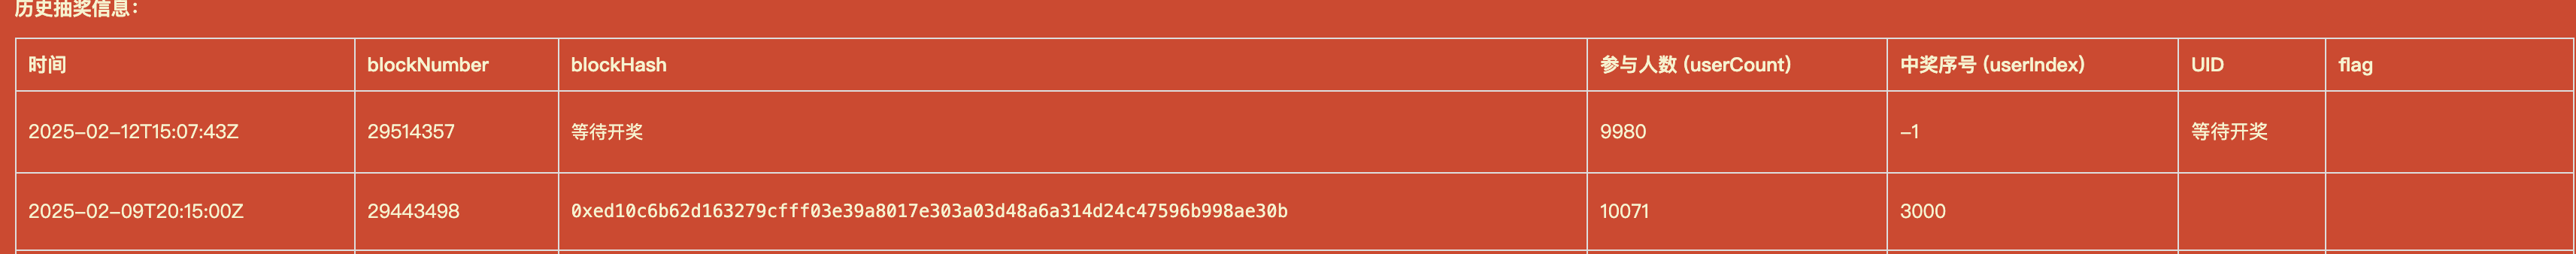 历史抽奖信息：
时间 blockNumber blockHash 参与人数 (userCount) 中奖序号 (userIndex) UID flag
2025-02-12T15:07:43Z 29514357 等待开奖 9980 -1 等待开奖
2025-02-09T20:15:00Z 29443498 0xed10c6b62d163279cfff03e39a8017e303a03d48a6a314d24c47596b998ae30b 10071 3000